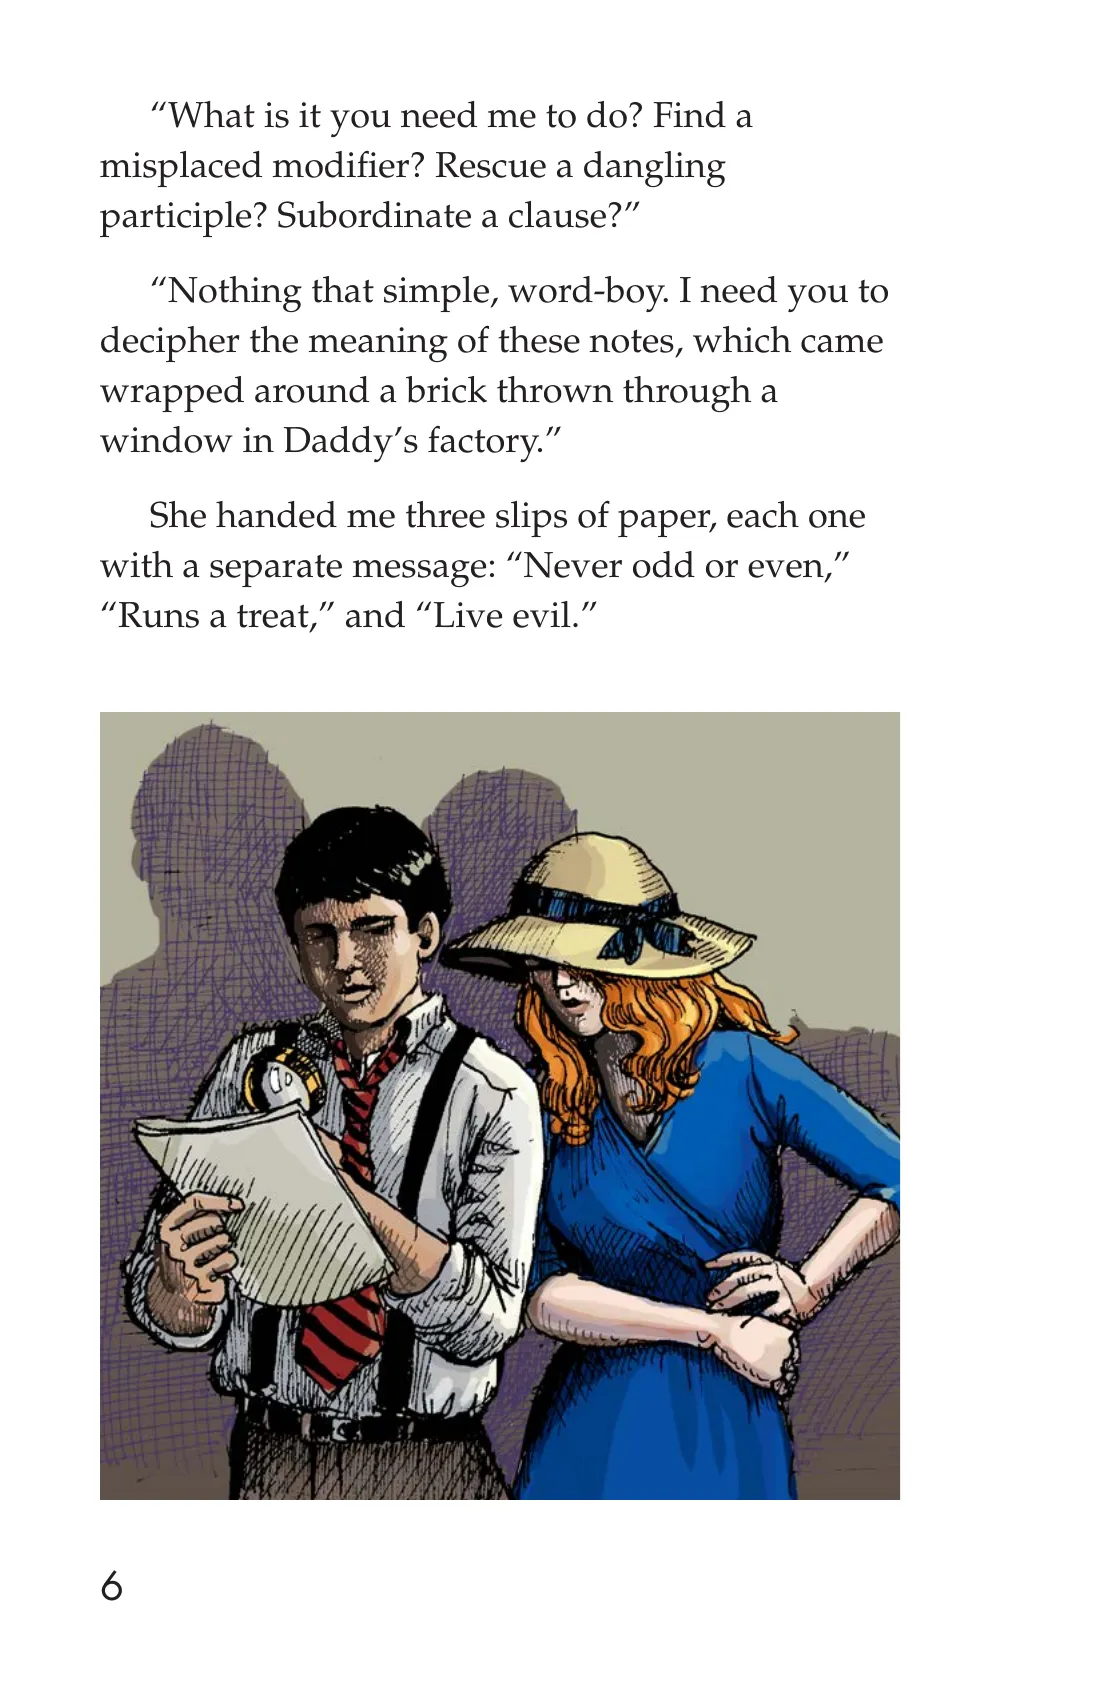 “What is it you need me to do? Find a
misplaced modifier? Rescue a dangling
participle? Subordinate a clause?”
“Nothing that simple, word-boy. I need you to
decipher the meaning of these notes, which came
wrapped around a brick thrown through a
window in Daddy’s factory.”
She handed me three slips of paper, each one
with a separate message: “Never odd or even,”
“Runs a treat,” and “Live evil.”
6